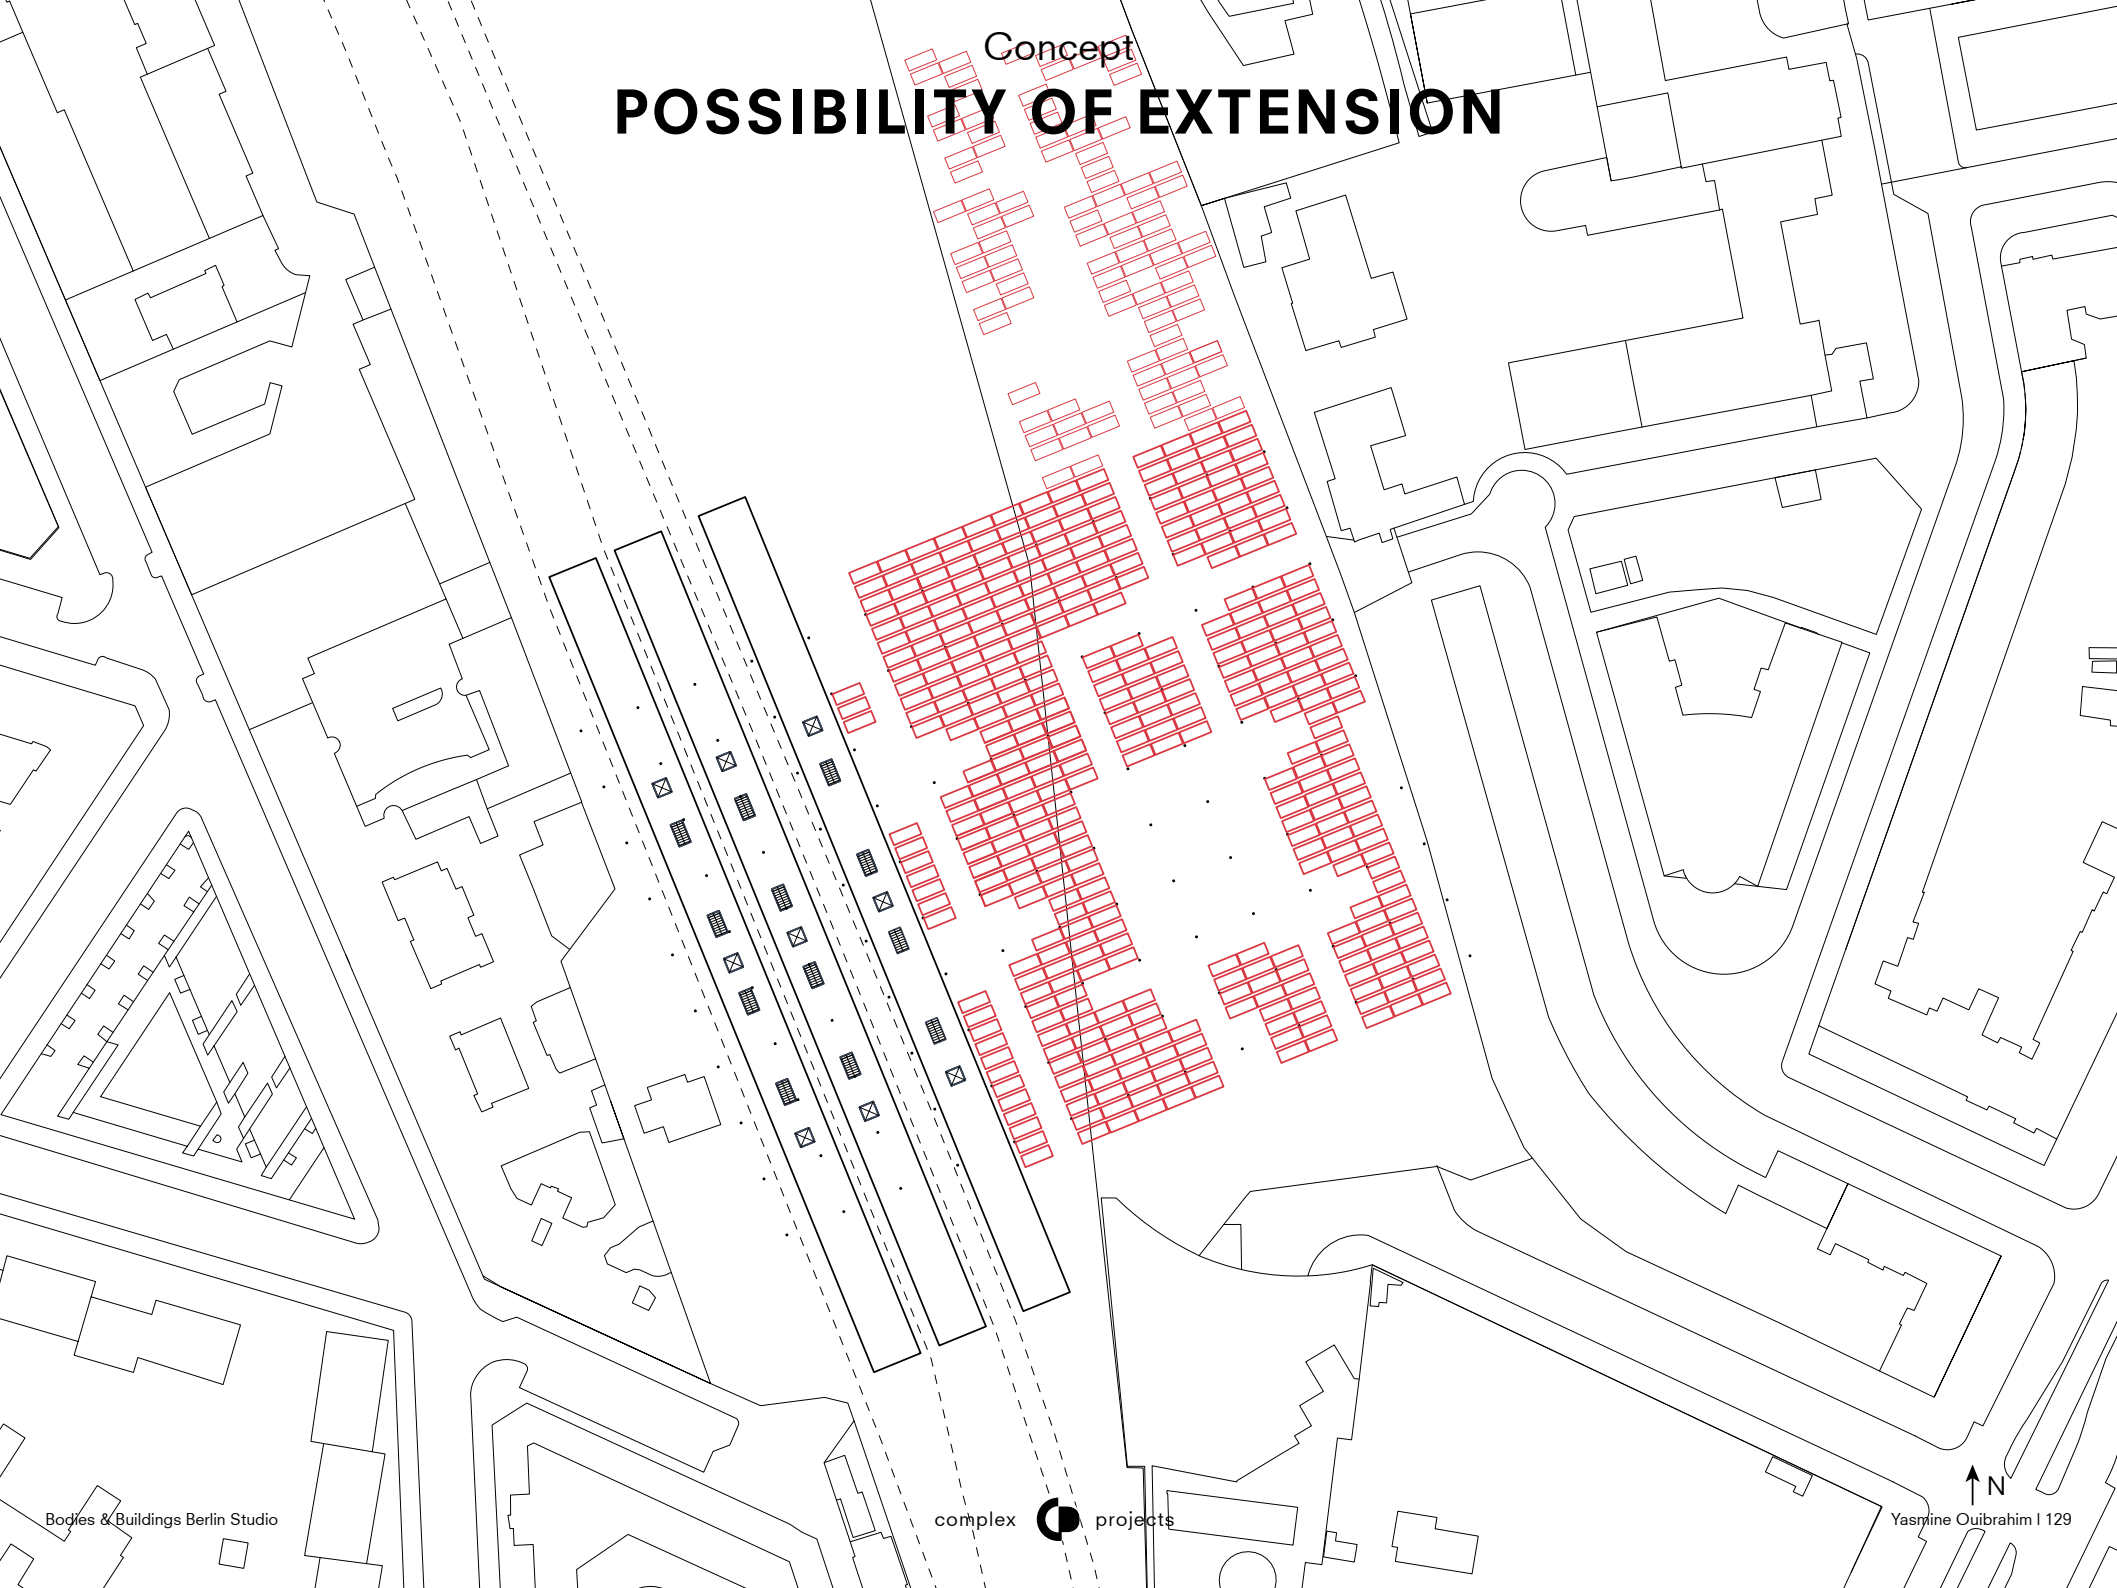 Concept
POSSIBILITY OF EXTENSION
N
Bodies & Buildings Berlin Studio
complex projects
Yasmine Ouibrahim | 129